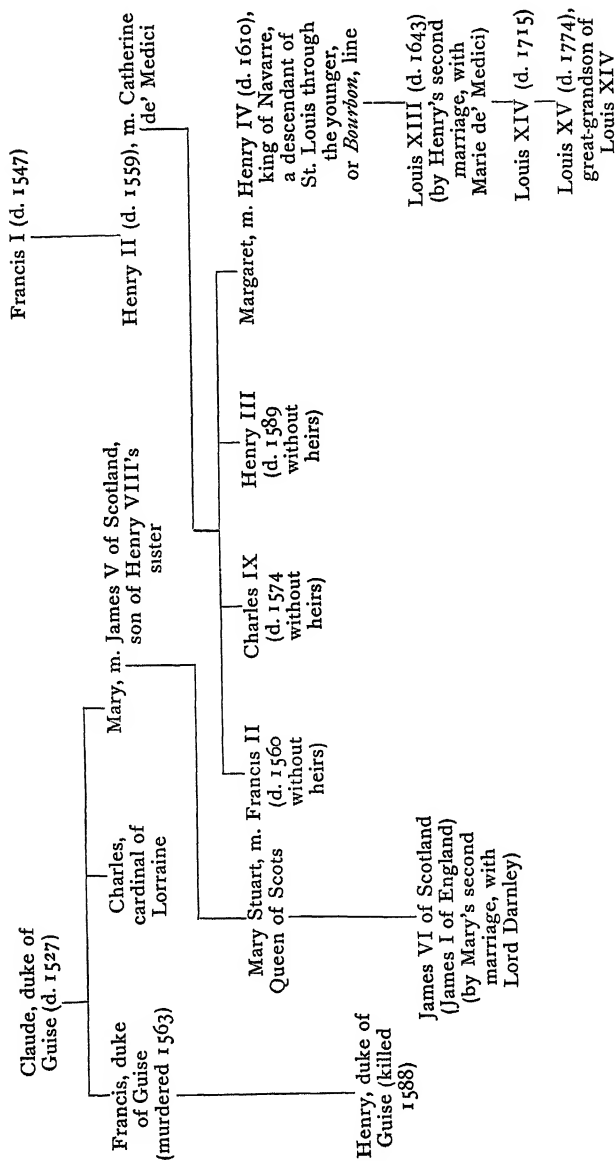 Francis I (d. 1547)
Henry II (d. 1559), m. Catherine
de' Medici
Claude, duke of
Guise (d. 1527)
Francis, duke
of Guise
(murdered 1563)
Charles,
cardinal of
Lorraine
Mary, m. James V of Scotland,
son of Henry VIII's
sister
Henry, duke of
Guise (killed
1588)
Mary Stuart, m. Francis II
Queen of Scots
(d. 1560
without
heirs)
Charles IX
(d. 1574
without
heirs)
Henry III
(d. 1589
without
heirs)
Margaret, m. Henry IV (d. 1610),
king of Navarre,
a descendant of
St. Louis through
the younger,
or Bourbon, line
James VI of Scotland
(James I of England)
(by Mary's second
marriage, with
Lord Darnley)
Louis XIII (d. 1643)
(by Henry's second
marriage, with
Marie de' Medici)
Louis XIV (d. 1715)
Louis XV (d. 1774),
great-grandson of
Louis XIV